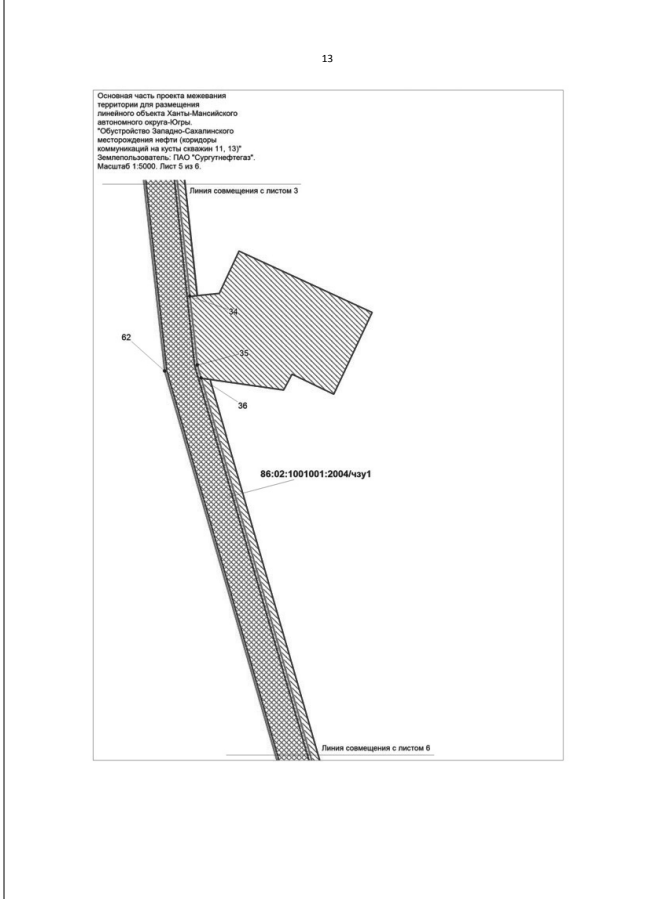 13
Основная часть проекта межевания
территории для размещения
линейного объекта Ханты-Мансийского
автономного округа-Югры.
"Обустройство Западно-Сахалинского
месторождения нефти (коридоры
коммуникаций на кусты скважин 11, 13)"
Землепользователь: ПАО "Сургутнефтегаз".
Масштаб 1:5000. Лист 5 из 6.
Линия совмещения с листом 3
34
62
35
36
86:02:1001001:2004/чзу1
Линия совмещения с листом 6